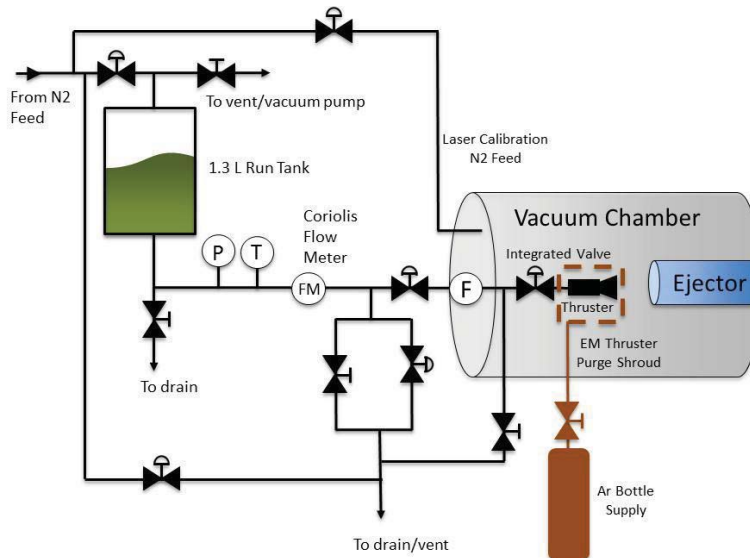 From N2
Feed
To vent/vacuum pump
1.3 L Run Tank
Laser Calibration
N2 Feed
Coriolis
Flow
Meter
P
T
FM
Vacuum Chamber
Integrated Valve
F
Thruster
Ejector
EM Thruster
Purge Shroud
To drain
Ar Bottle
Supply
To drain/vent